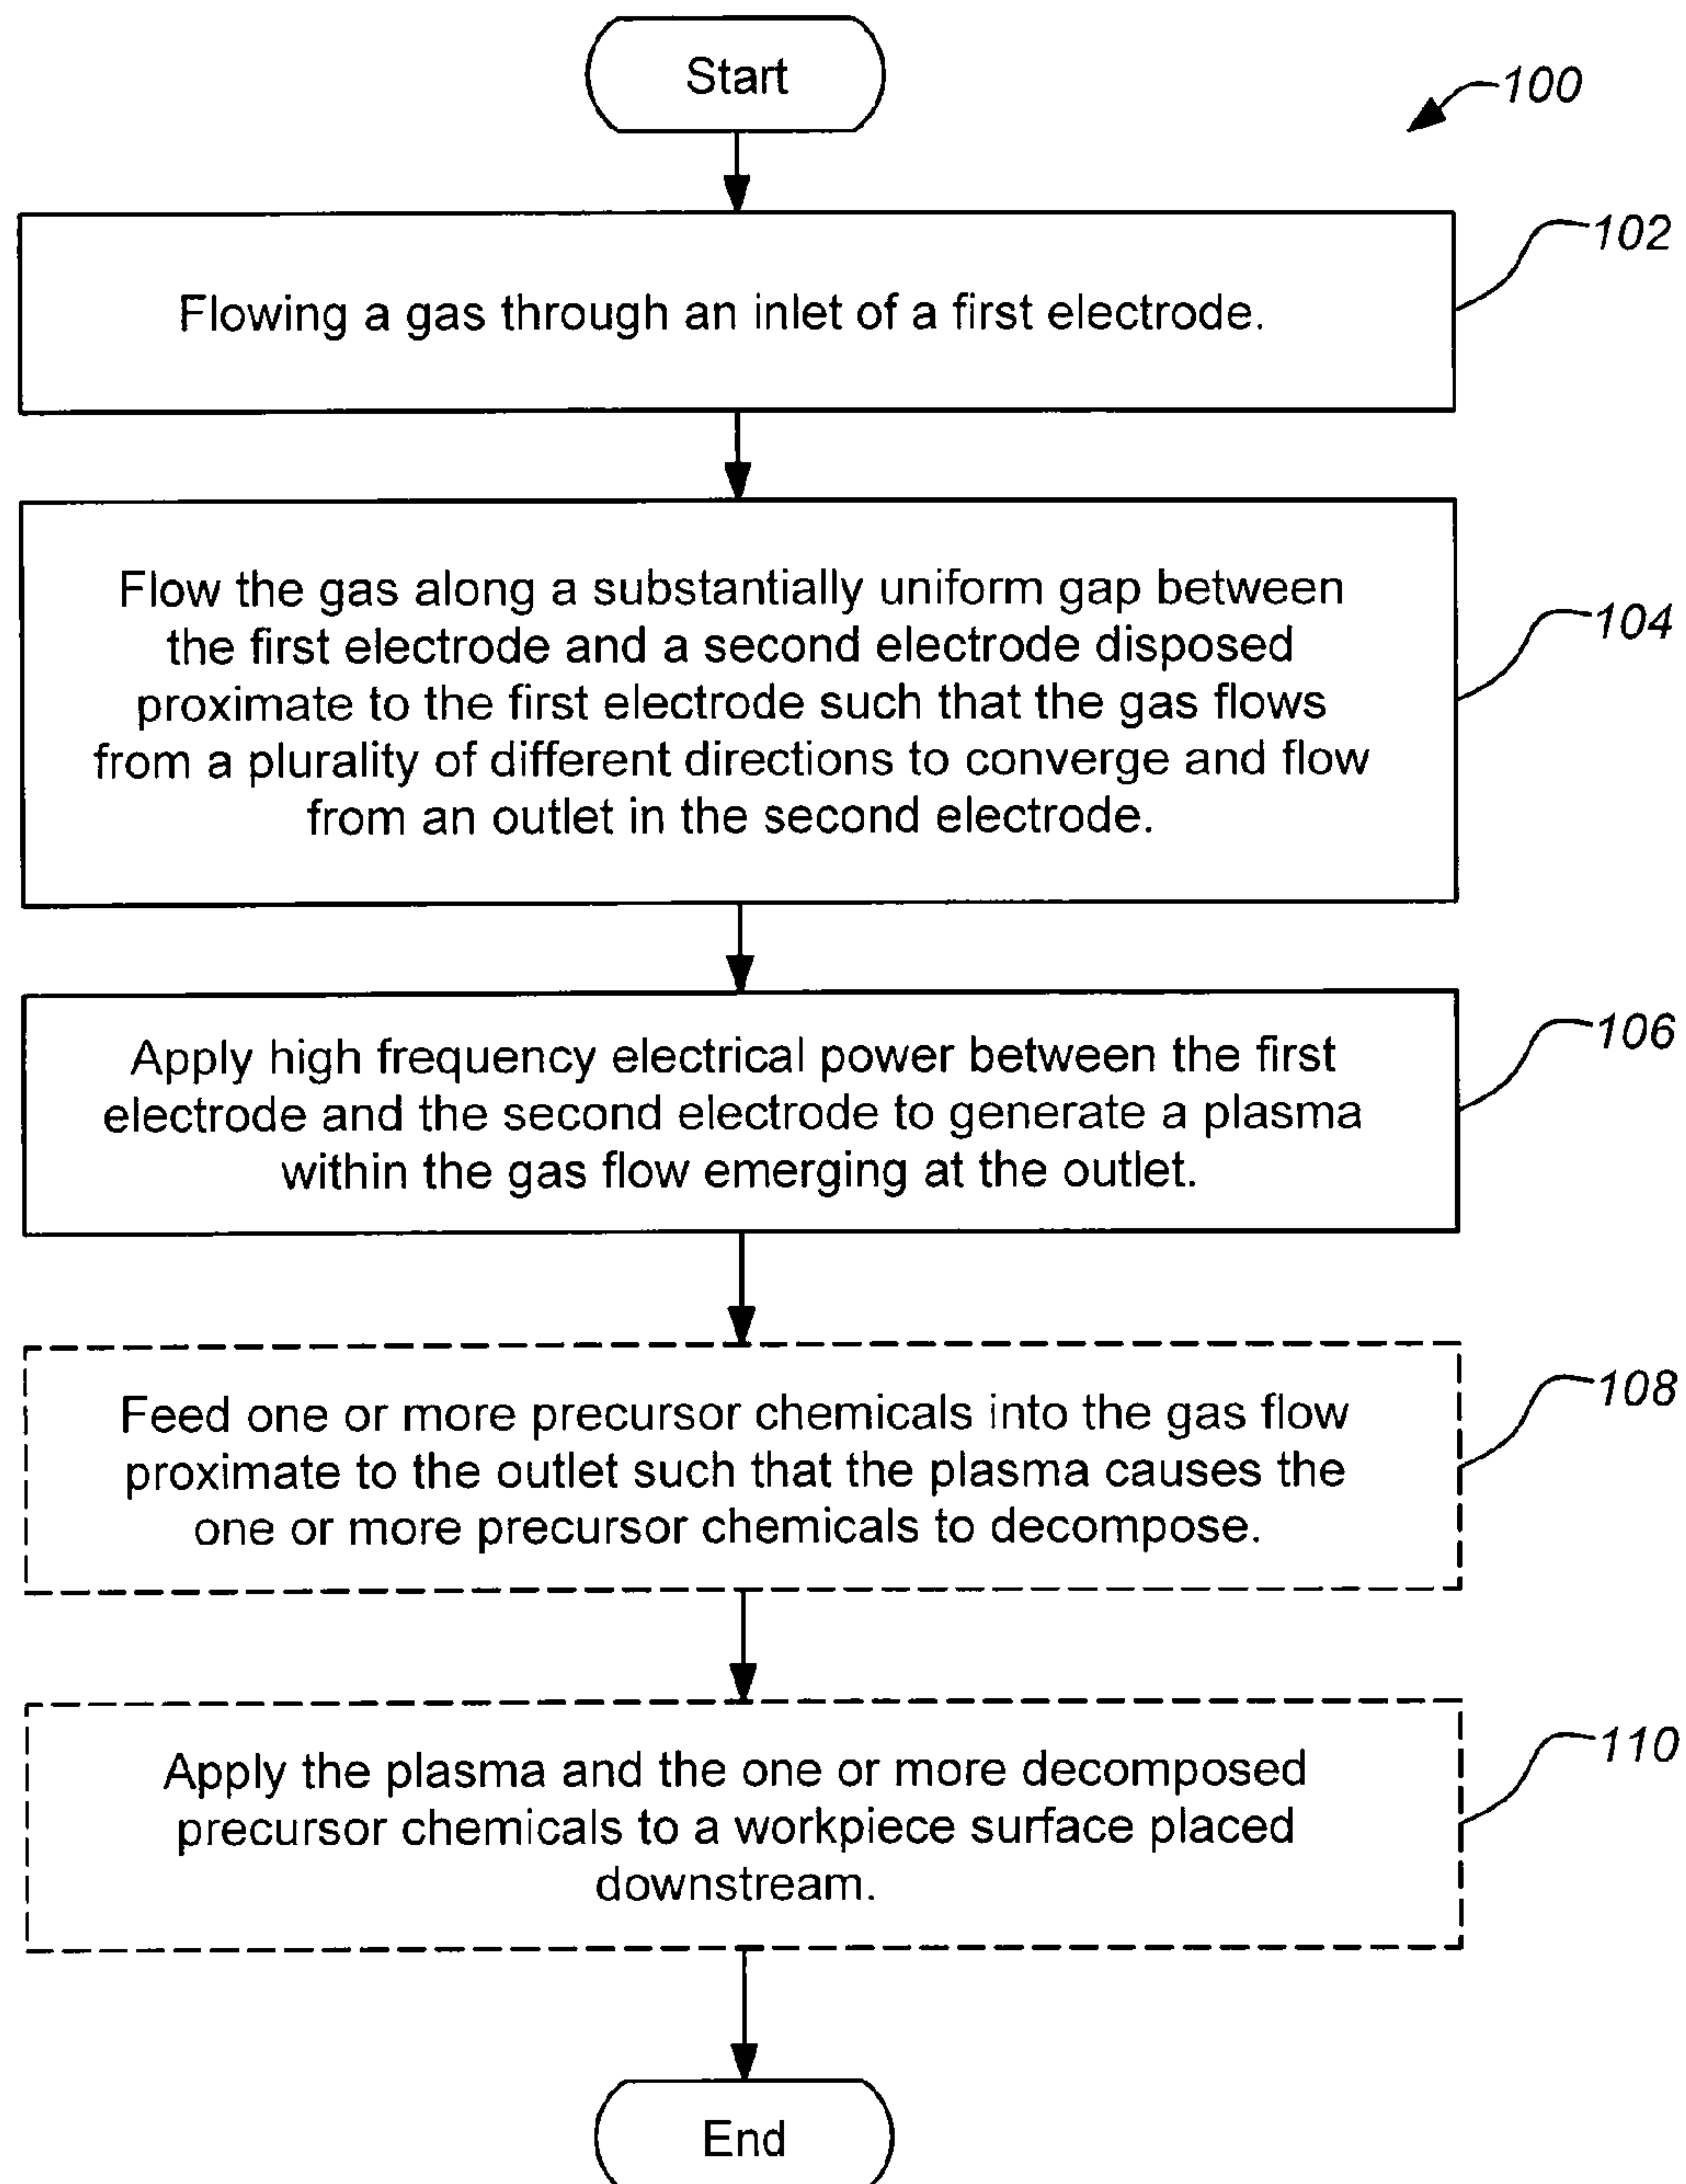 Start
100
102
Flowing a gas through an inlet of a first electrode.
Flow the gas along a substantially uniform gap between
the first electrode and a second electrode disposed
proximate to the first electrode such that the gas flows
from a plurality of different directions to converge and flow
from an outlet in the second electrode.
104
Apply high frequency electrical power between the first
electrode and the second electrode to generate a plasma
within the gas flow emerging at the outlet.
106
Feed one or more precursor chemicals into the gas flow
proximate to the outlet such that the plasma causes the
one or more precursor chemicals to decompose.
108
Apply the plasma and the one or more decomposed
precursor chemicals to a workpiece surface placed
downstream.
110
End